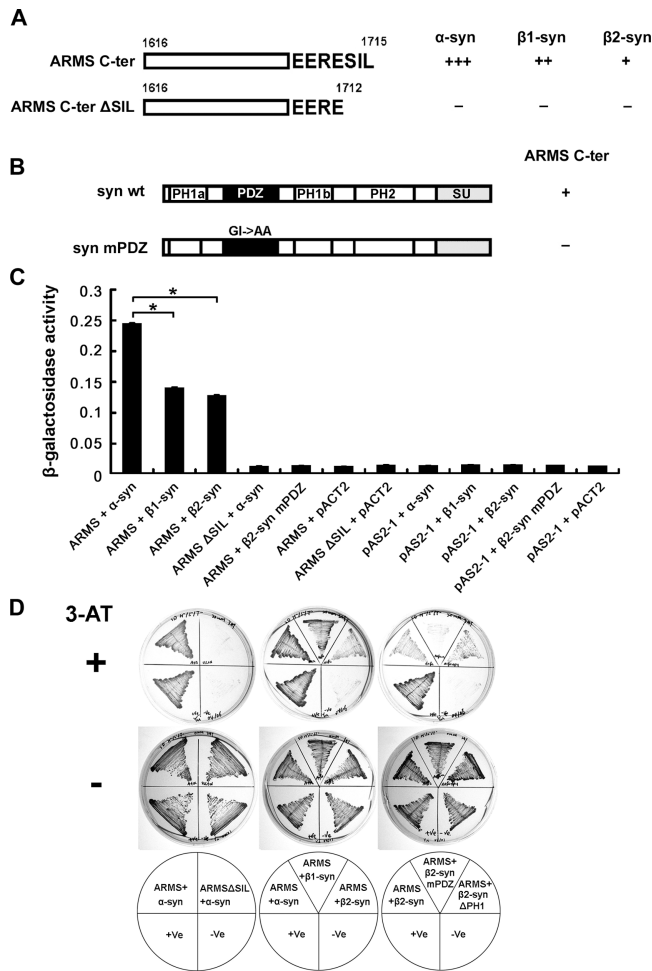 A
1616 1715 α-syn β1-syn β2-syn
ARMS C-ter EERESIL +++ ++ +
1616 1712
ARMS C-ter ΔSIL EERE – – –
B
ARMS C-ter
syn wt PH1a PDZ PH1b PH2 SU +
GI->AA
syn mPDZ –
C
β-galactosidase activity
0.3
0.25
0.2
0.15
0.1
0.05
0
* *
ARMS + α-syn
ARMS + β1-syn
ARMS + β2-syn
ARMS ΔSIL + α-syn
ARMS + β2-syn mPDZ
ARMS + pACT2
ARMS ΔSIL + pACT2
pAS2-1 + α-syn
pAS2-1 + β1-syn
pAS2-1 + β2-syn
pAS2-1 + β2-syn mPDZ
pAS2-1 + pACT2
D
3-AT
+
-
ARMS+ α-syn
ARMSΔSIL +α-syn
+Ve
-Ve
ARMS +α-syn
ARMS +β1-syn
ARMS +β2-syn
+Ve
-Ve
ARMS +β2-syn
ARMS+ β2-syn mPDZ
ARMS+ β2-syn ΔPH1
+Ve
-Ve